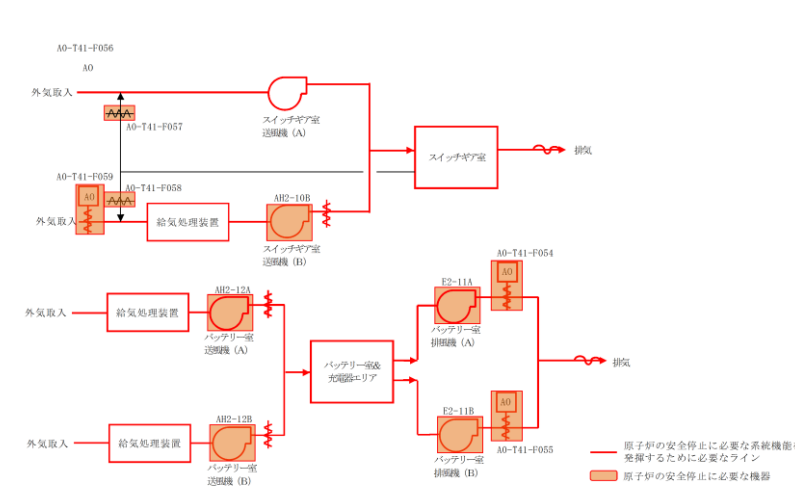 AO-T41-F056
AO
外気取入
AO-T41-F057
スイッチギア室
送風機 (A)
スイッチギア室
排気
AO-T41-F059
AO-T41-F058
AO
外気取入
給気処理装置
AH2-10B
スイッチギア室
送風機 (B)
AH2-12A
外気取入
給気処理装置
バッテリー室
送風機 (A)
E2-11A
AO-T41-F054
AO
バッテリー室
排風機 (A)
バッテリー室&
充電器エリア
排気
AH2-12B
外気取入
給気処理装置
バッテリー室
送風機 (B)
E2-11B
AO
AO-T41-F055
バッテリー室
排風機 (B)
原子炉の安全停止に必要な系統機能を
発揮するために必要なライン
原子炉の安全停止に必要な機器